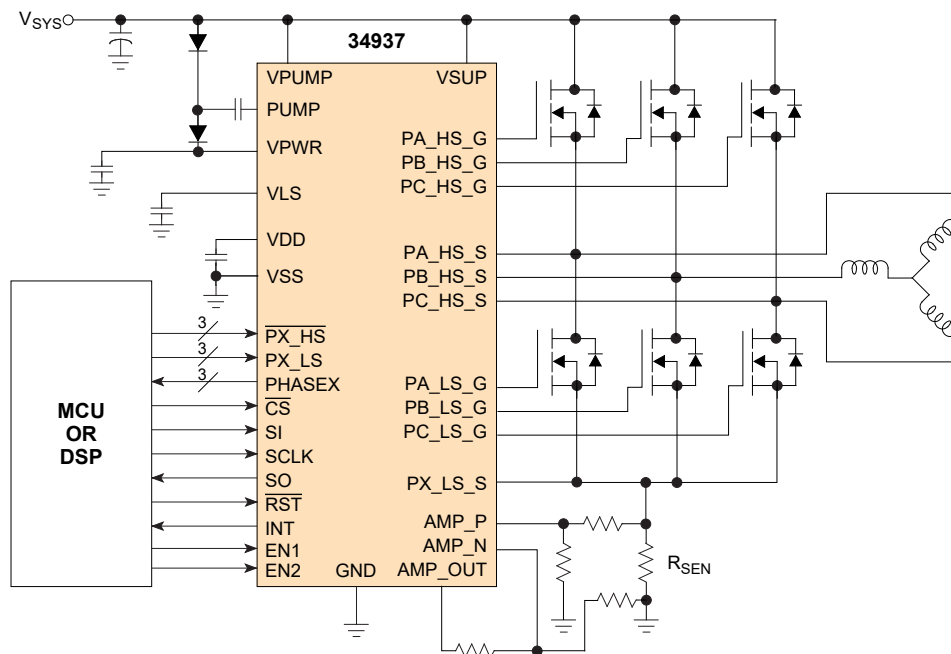 VSYS
34937
VPUMP
VSUP
PUMP
VPWR
VLS
VDD
VSS
PA_HS_G
PB_HS_G
PC_HS_G
PA_HS_S
PB_HS_S
PC_HS_S
MCU
OR
DSP
3
3
3
PX_HS
PX_LS
PHASEX
CS
SI
SCLK
SO
RST
INT
EN1
EN2
GND
PA_LS_G
PB_LS_G
PC_LS_G
PX_LS_S
AMP_P
AMP_N
AMP_OUT
RSEN